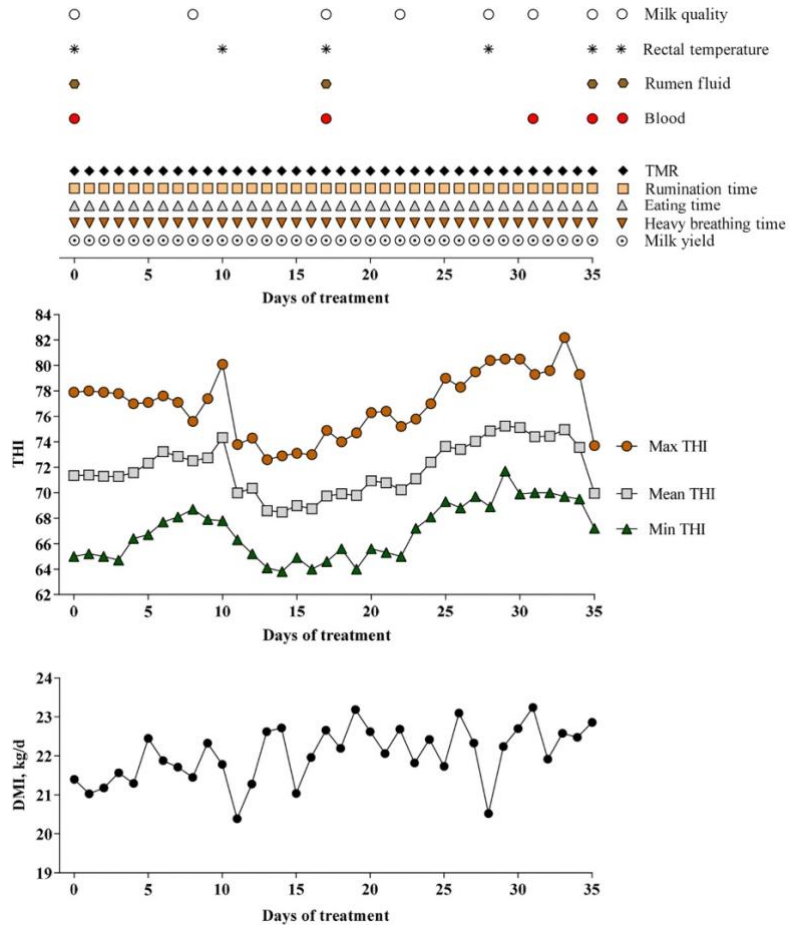 Milk quality
Rectal temperature
Rumen fluid
Blood
TMR
Rumination time
Eating time
Heavy breathing time
Milk yield
0 5 10 15 20 25 30 35
Days of treatment
84
82
80
78
76
74
72
70
68
66
64
62
THI
Max THI
Mean THI
Min THI
0 5 10 15 20 25 30 35
Days of treatment
24
23
22
21
20
19
DMI, kg/d
0 5 10 15 20 25 30 35
Days of treatment